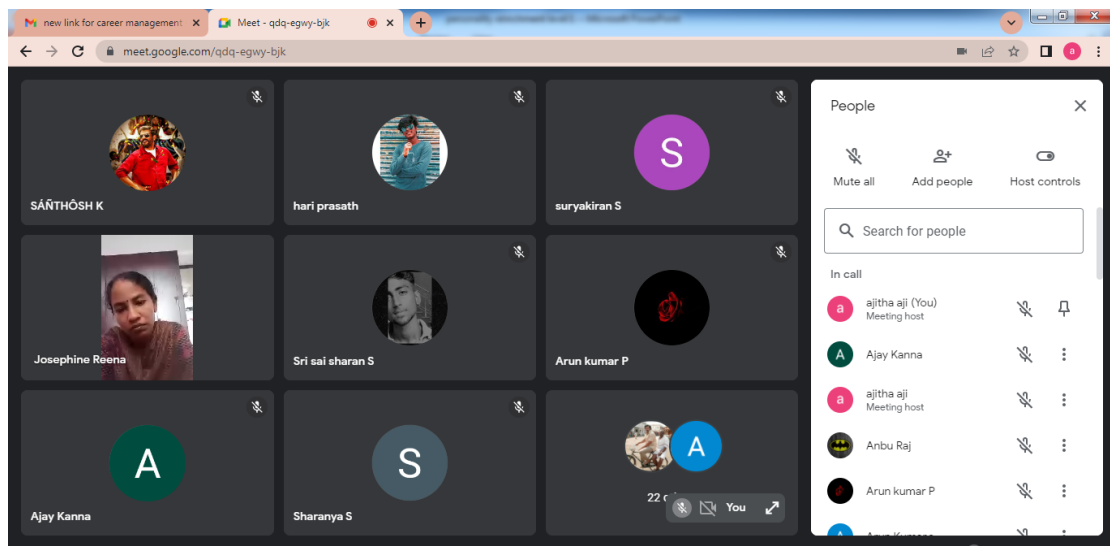 new link for career management
Meet - qdq-egwy-bjk
meet.google.com/qdq-egwy-bjk
a
SÁÑTHÔSH K
hari prasath
S
suryakiran S
Josephine Reena
Sri sai sharan S
Arun kumar P
A
Ajay Kanna
S
Sharanya S
A
22
You
People
Mute all
Add people
Host controls
Search for people
In call
a
ajitha aji (You)
Meeting host
A
Ajay Kanna
a
ajitha aji
Meeting host
Anbu Raj
Arun kumar P
A